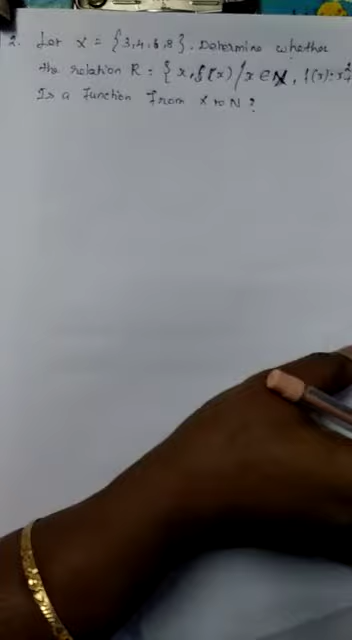 2. Let X = {3,4,6,8}. Determine whether
the relation R = { x, f(x) / x ∈ X, f(x) = x²
Is a Function From X to N ?